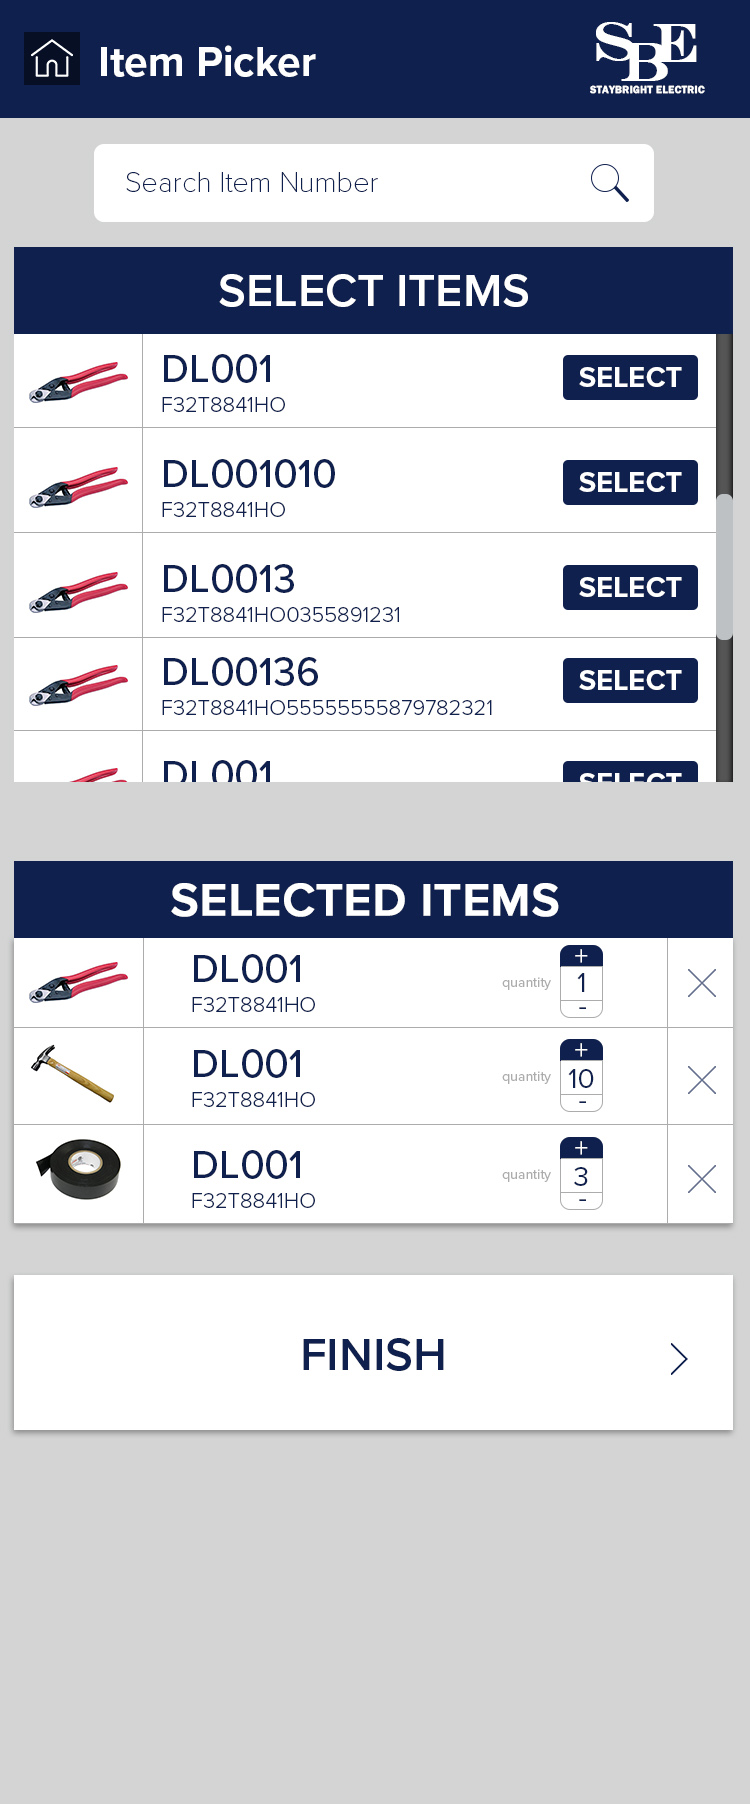 Item Picker
SBE
STAYBRIGHT ELECTRIC
Search Item Number
SELECT ITEMS
DL001
F32T8841HO
SELECT
DL001010
F32T8841HO
SELECT
DL0013
F32T8841HO0355891231
SELECT
DL00136
F32T8841HO55555555879782321
SELECT
DL001
SELECT
SELECTED ITEMS
DL001
F32T8841HO
quantity
+
1
-
DL001
F32T8841HO
quantity
+
10
-
DL001
F32T8841HO
quantity
+
3
-
FINISH